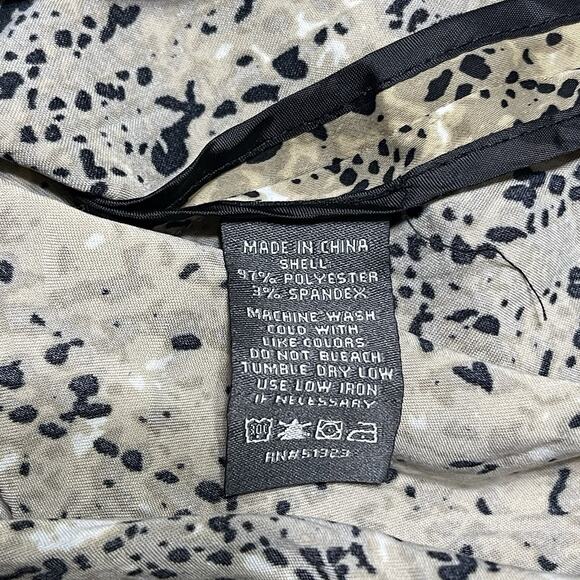 MADE IN CHINA
SHELL
97% POLYESTER
3% SPANDEX
MACHINE WASH
COLD WITH
LIKE COLORS
DO NOT BLEACH
TUMBLE DRY LOW
USE LOW IRON
IF NECESSARY
RN#51323